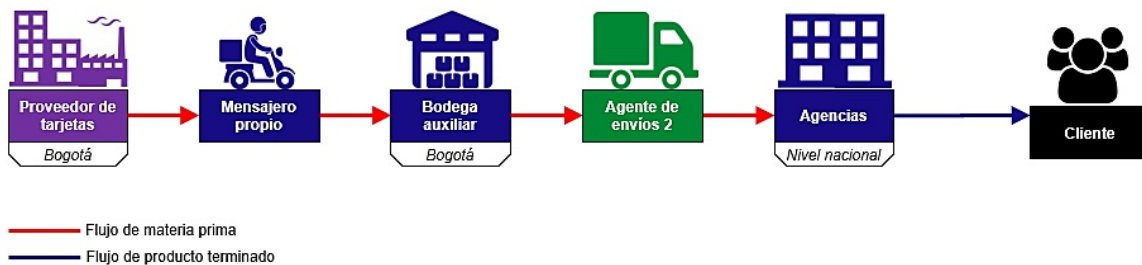 Proveedor de
tarjetas
Bogotá
Mensajero
propio
Bodega
auxiliar
Bogotá
Agente de
envíos 2
Agencias
Nivel nacional
Cliente
Flujo de materia prima
Flujo de producto terminado